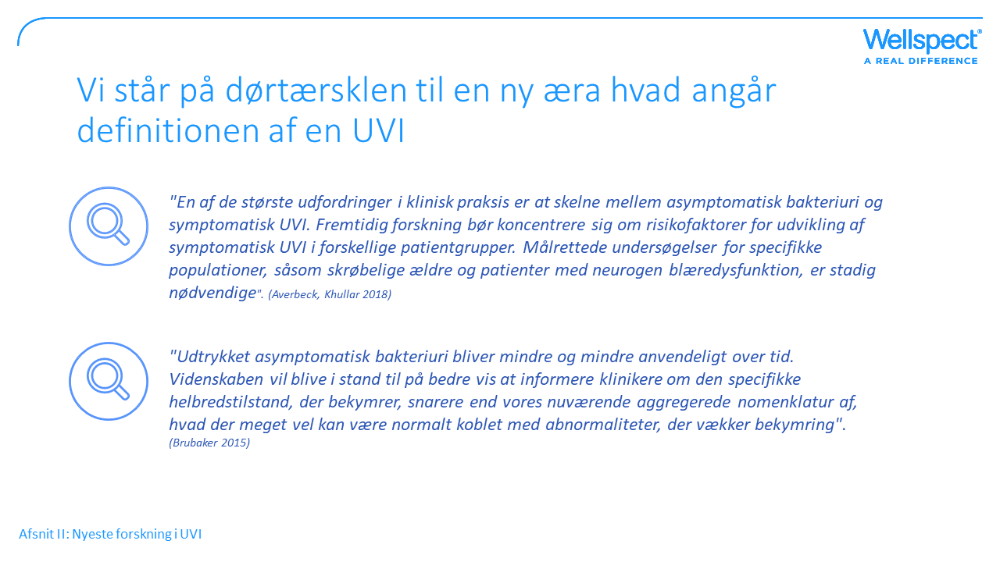 Wellspect®
A REAL DIFFERENCE
Vi står på dørtærsklen til en ny æra hvad angår
definitionen af en UVI
"En af de største udfordringer i klinisk praksis er at skelne mellem asymptomatisk bakteriuri og
symptomatisk UVI. Fremtidig forskning bør koncentrere sig om risikofaktorer for udvikling af
symptomatisk UVI i forskellige patientgrupper. Målrettede undersøgelser for specifikke
populationer, såsom skrøbelige ældre og patienter med neurogen blæredysfunktion, er stadig
nødvendige". (Averbeck, Khullar 2018)
"Udtrykket asymptomatisk bakteriuri bliver mindre og mindre anvendeligt over tid.
Videnskaben vil blive i stand til på bedre vis at informere klinikere om den specifikke
helbredstilstand, der bekymrer, snarere end vores nuværende aggregerede nomenklatur af,
hvad der meget vel kan være normalt koblet med abnormaliteter, der vækker bekymring".
(Brubaker 2015)
Afsnit II: Nyeste forskning i UVI